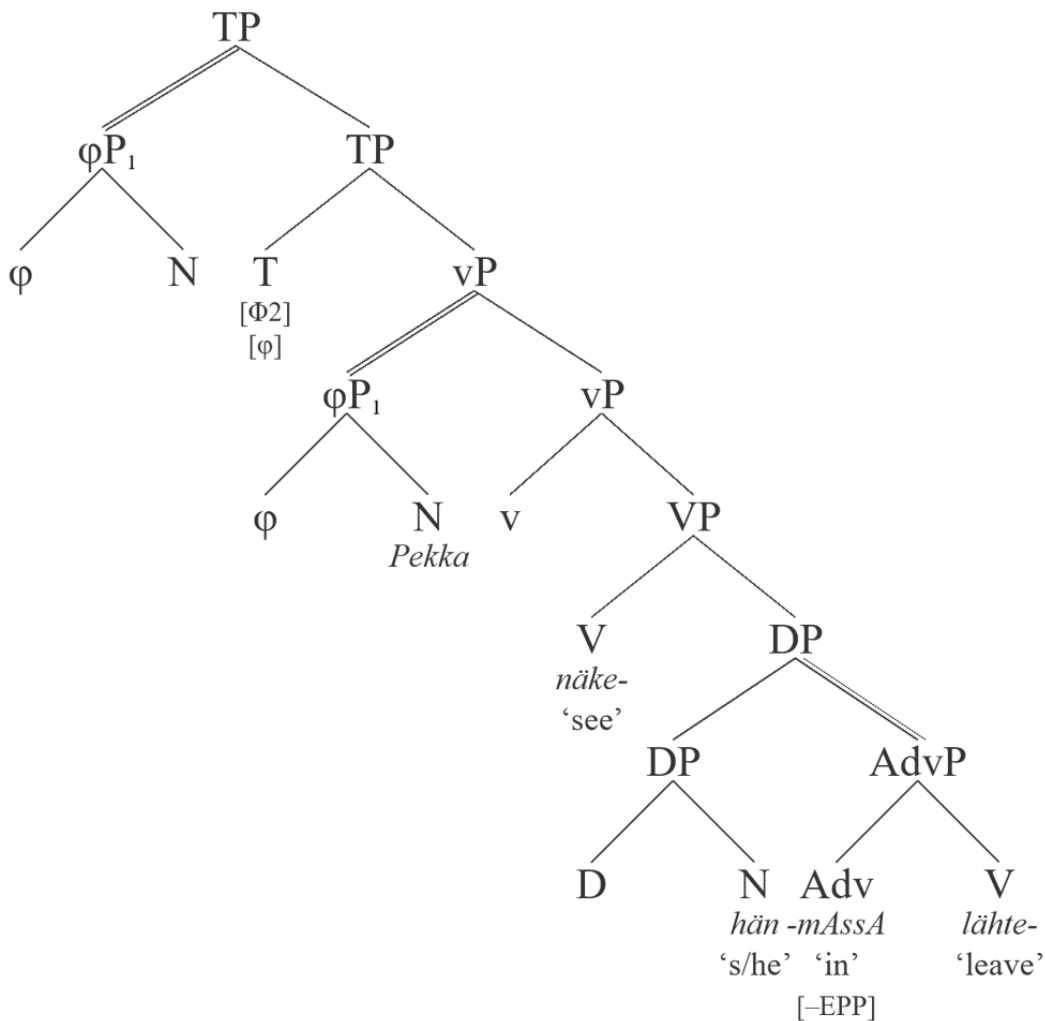 TP
φP₁ TP
φ N T vP
[Φ2]
[φ]
φP₁ vP
φ N v VP
Pekka
V DP
näke-
‘see’
DP AdvP
D N Adv V
hän -mAssA lähte-
‘s/he’ ‘in’ ‘leave’
[–EPP]